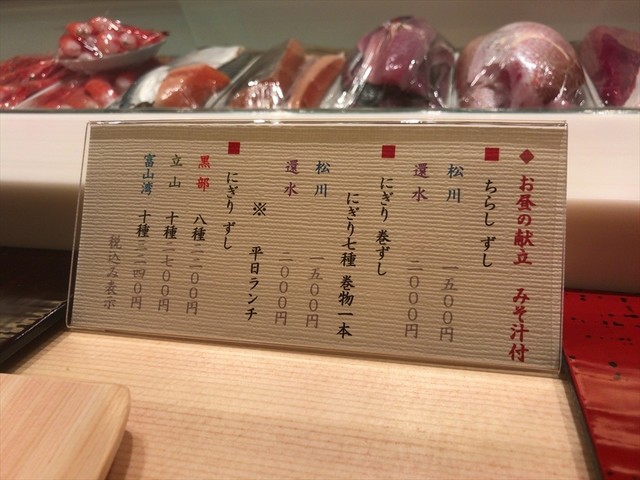 ◆ お昼の献立 みそ汁付
■ ちらし ずし
松川 一五〇〇円
還水 二〇〇〇円
■ にぎり 巻ずし
にぎり七種 巻物一本
松川 一五〇〇円
還水 二〇〇〇円
※ 平日ランチ
■ にぎり ずし
黒部 八種 二二〇〇円
立山 十種 二七〇〇円
富山湾 十種 三二四〇円
税込み表示